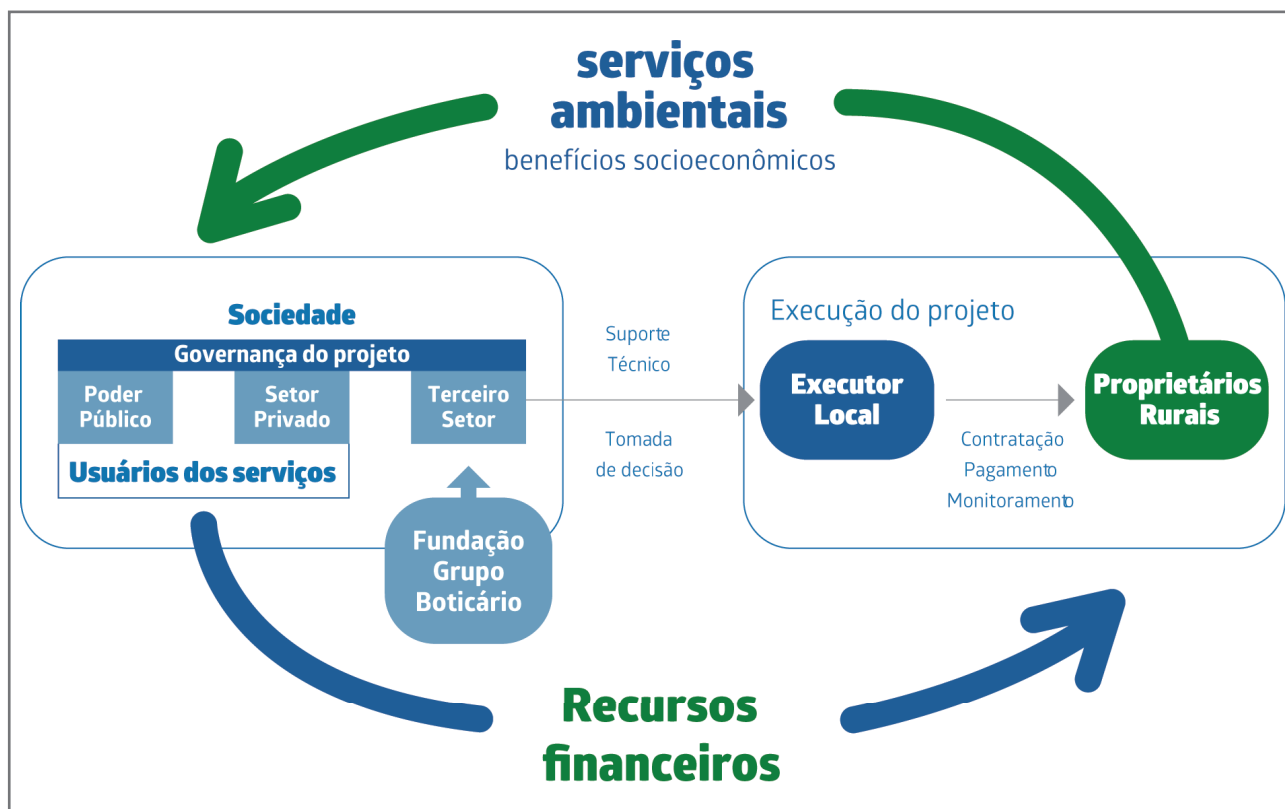 serviços
ambientais
benefícios socioeconômicos
Sociedade
Governança do projeto
Poder
Público
Setor
Privado
Terceiro
Setor
Usuários dos serviços
Fundação
Grupo
Boticário
Suporte
Técnico
Tomada
de decisão
Execução do projeto
Executor
Local
Contratação
Pagamento
Monitoramento
Proprietários
Rurais
Recursos
financeiros